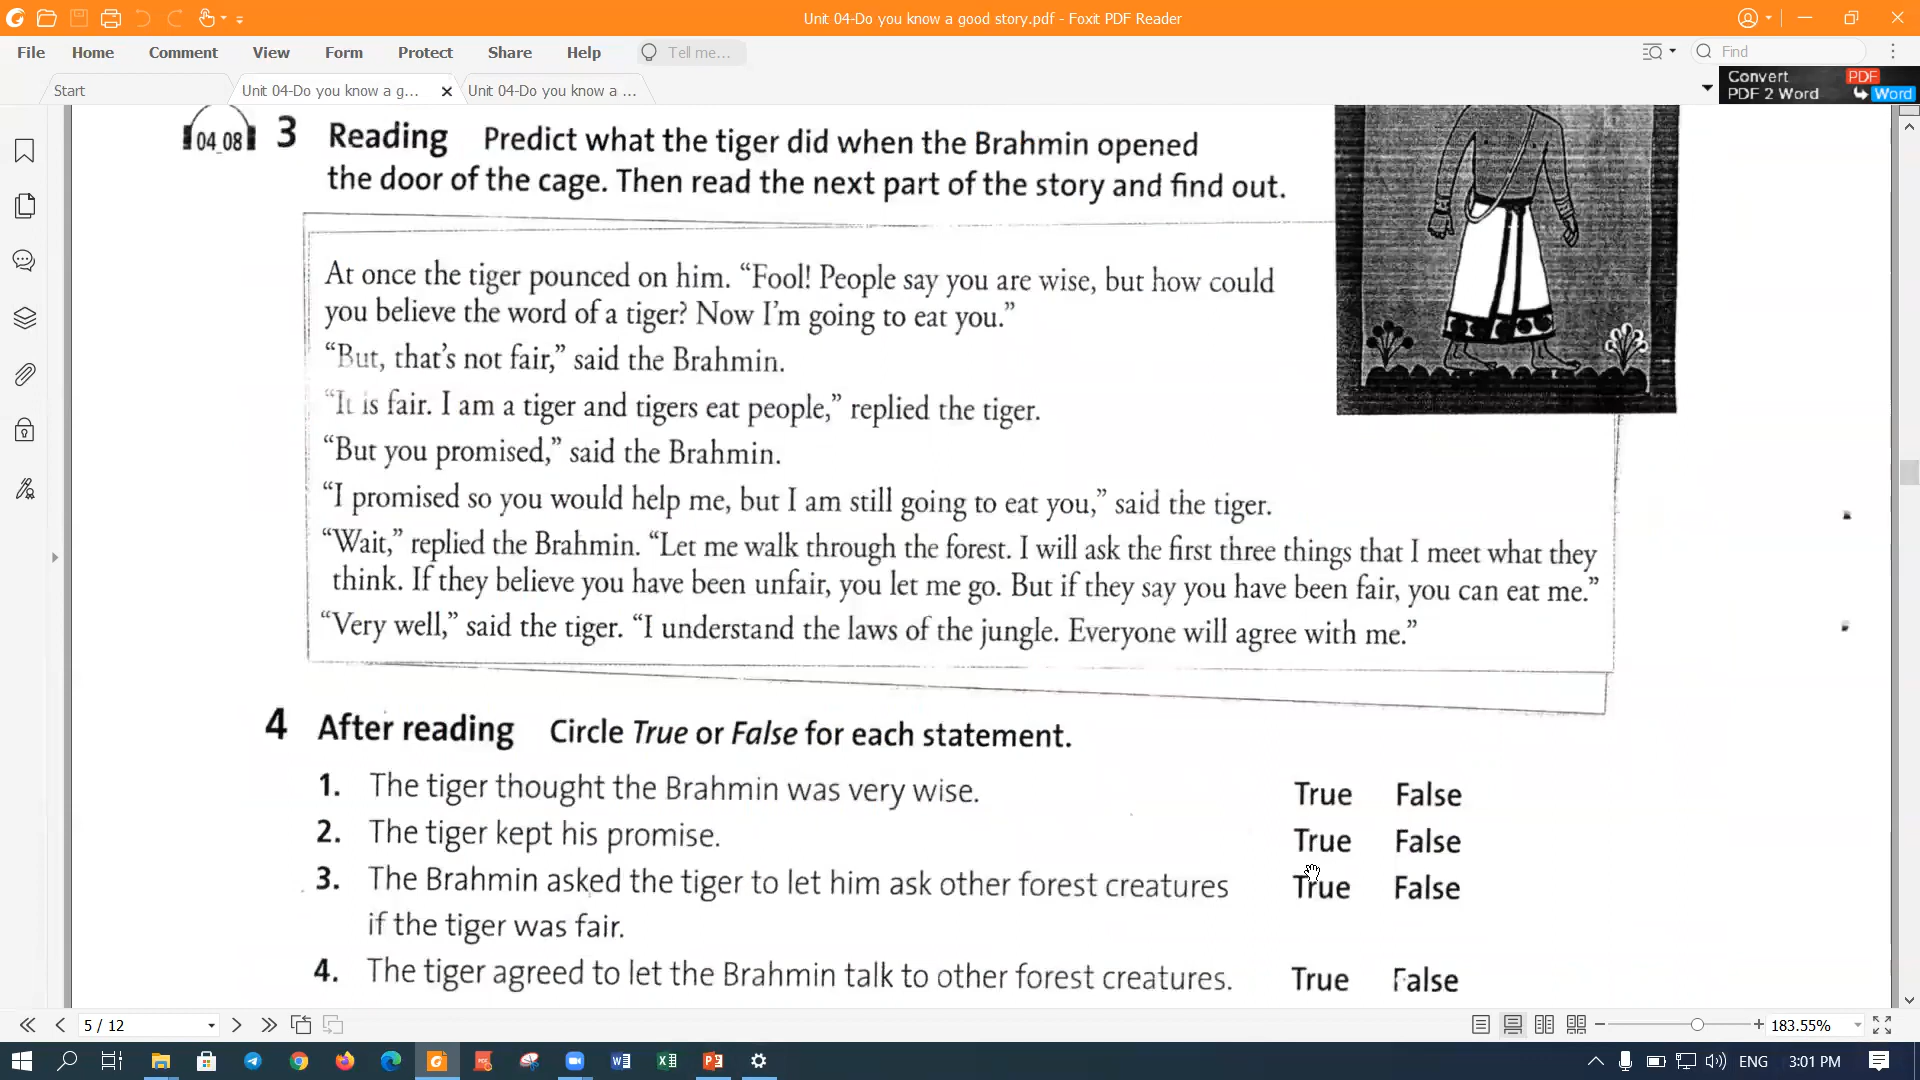 Unit 04-Do you know a good story.pdf - Foxit PDF Reader
File Home Comment View Form Protect Share Help Tell me... Find
Start Unit 04-Do you know a g... Unit 04-Do you know a ...
Convert PDF
PDF 2 Word Word
04_08 3 Reading Predict what the tiger did when the Brahmin opened
the door of the cage. Then read the next part of the story and find out.
At once the tiger pounced on him. “Fool! People say you are wise, but how could
you believe the word of a tiger? Now I’m going to eat you.”
“But, that’s not fair,” said the Brahmin.
“It is fair. I am a tiger and tigers eat people,” replied the tiger.
“But you promised,” said the Brahmin.
“I promised so you would help me, but I am still going to eat you,” said the tiger.
“Wait,” replied the Brahmin. “Let me walk through the forest. I will ask the first three things that I meet what they
think. If they believe you have been unfair, you let me go. But if they say you have been fair, you can eat me.”
“Very well,” said the tiger. “I understand the laws of the jungle. Everyone will agree with me.”
4 After reading Circle True or False for each statement.
1. The tiger thought the Brahmin was very wise. True False
2. The tiger kept his promise. True False
3. The Brahmin asked the tiger to let him ask other forest creatures True False
if the tiger was fair.
4. The tiger agreed to let the Brahmin talk to other forest creatures. True False
5 / 12 183.55%
ENG 3:01 PM